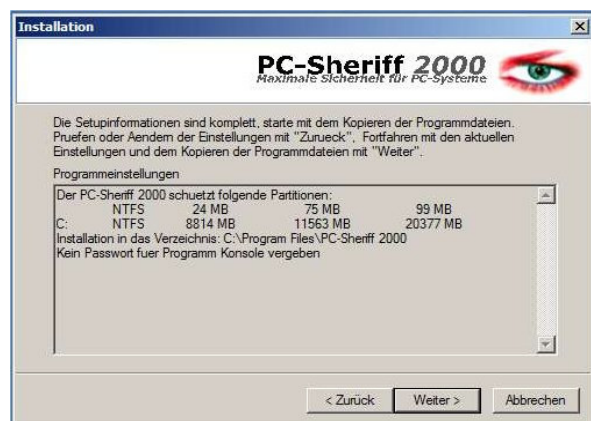 Installation
PC-Sheriff 2000
Maximale Sicherheit für PC-Systeme
Die Setupinformationen sind komplett, starte mit dem Kopieren der Programmdateien.
Pruefen oder Aendern der Einstellungen mit "Zurueck", Fortfahren mit den aktuellen
Einstellungen und dem Kopieren der Programmdateien mit "Weiter".
Programmeinstellungen
Der PC-Sheriff 2000 schuetzt folgende Partitionen:
NTFS 24 MB 75 MB 99 MB
C: NTFS 8814 MB 11563 MB 20377 MB
Installation in das Verzeichnis: C:\Program Files\PC-Sheriff 2000
Kein Passwort fuer Programm Konsole vergeben
< Zurück Weiter > Abbrechen